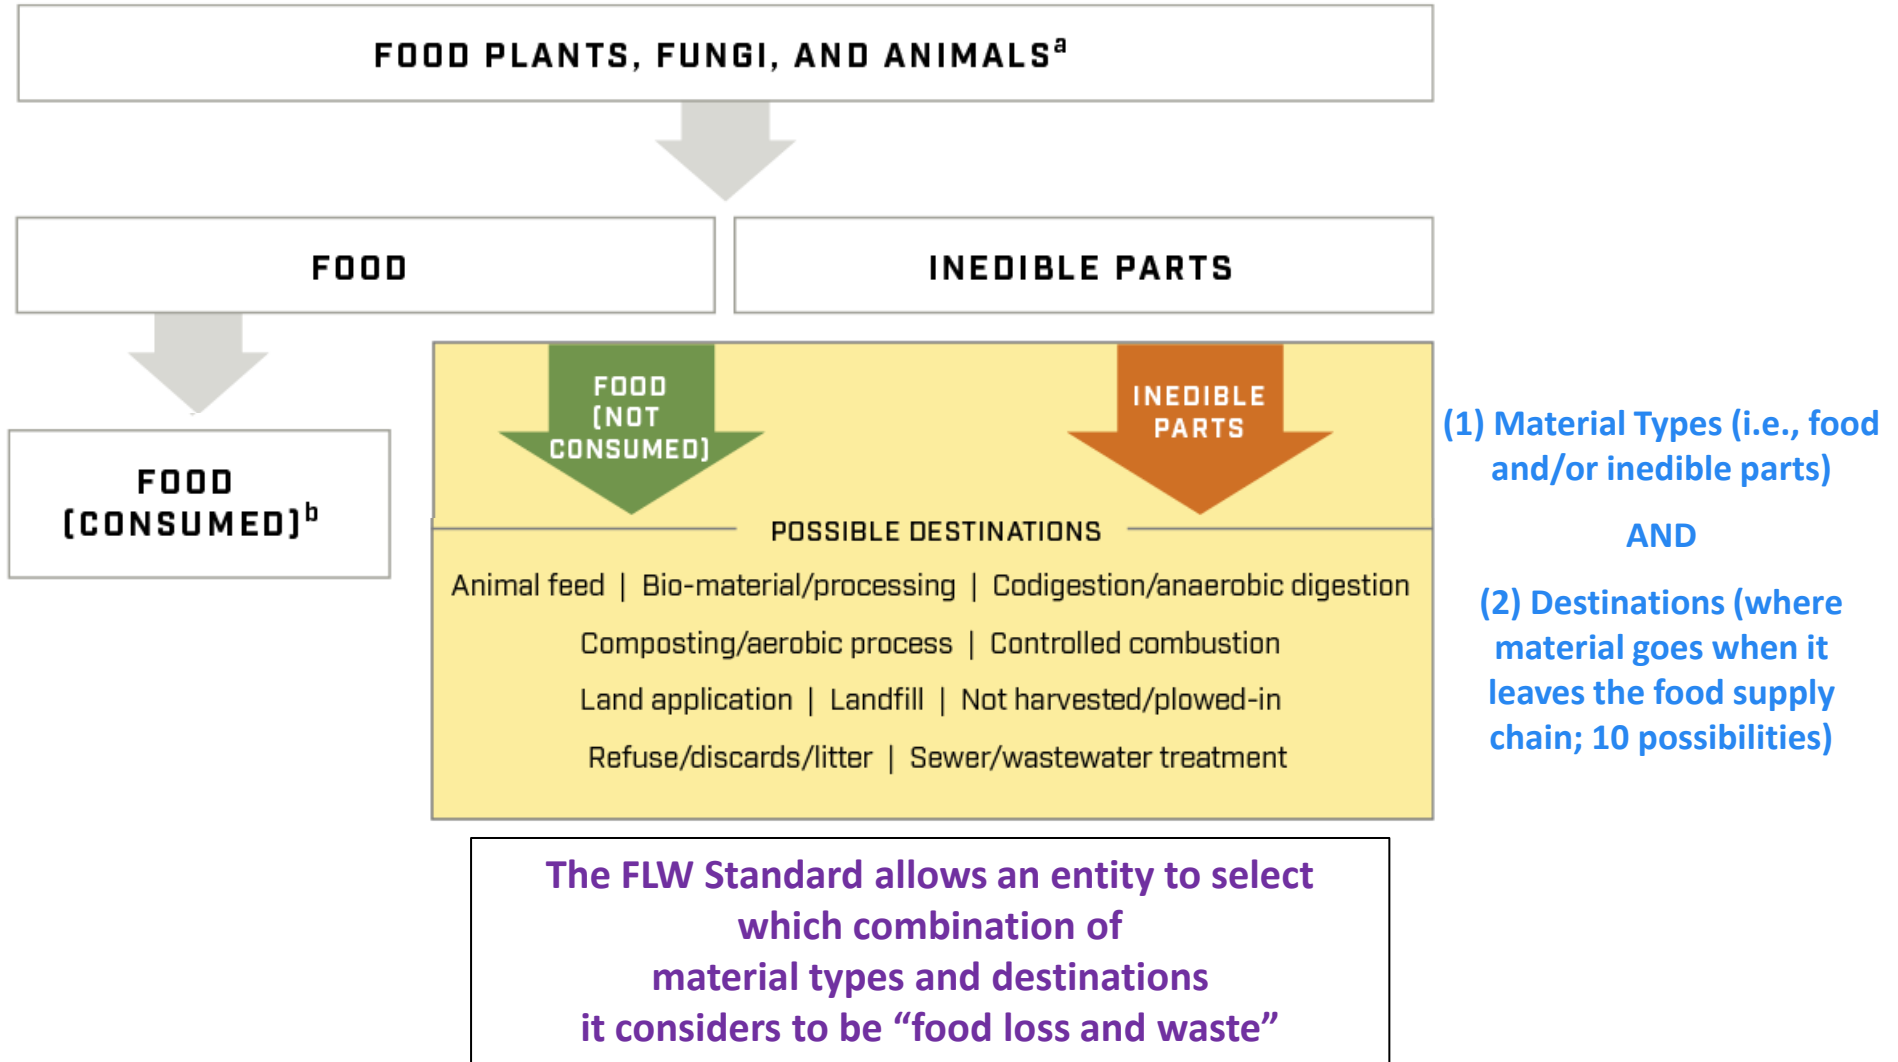 FOOD PLANTS, FUNGI, AND ANIMALSᵃ
FOOD
INEDIBLE PARTS
FOOD
(CONSUMED)ᵇ
FOOD
(NOT
CONSUMED)
INEDIBLE
PARTS
POSSIBLE DESTINATIONS
Animal feed | Bio-material/processing | Codigestion/anaerobic digestion
Composting/aerobic process | Controlled combustion
Land application | Landfill | Not harvested/plowed-in
Refuse/discards/litter | Sewer/wastewater treatment
(1) Material Types (i.e., food
and/or inedible parts)
AND
(2) Destinations (where
material goes when it
leaves the food supply
chain; 10 possibilities)
The FLW Standard allows an entity to select
which combination of
material types and destinations
it considers to be “food loss and waste”